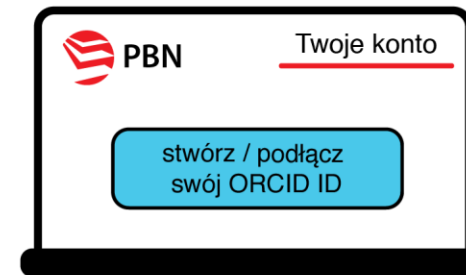 PBN
Twoje konto
stwórz / podłącz
swój ORCID ID